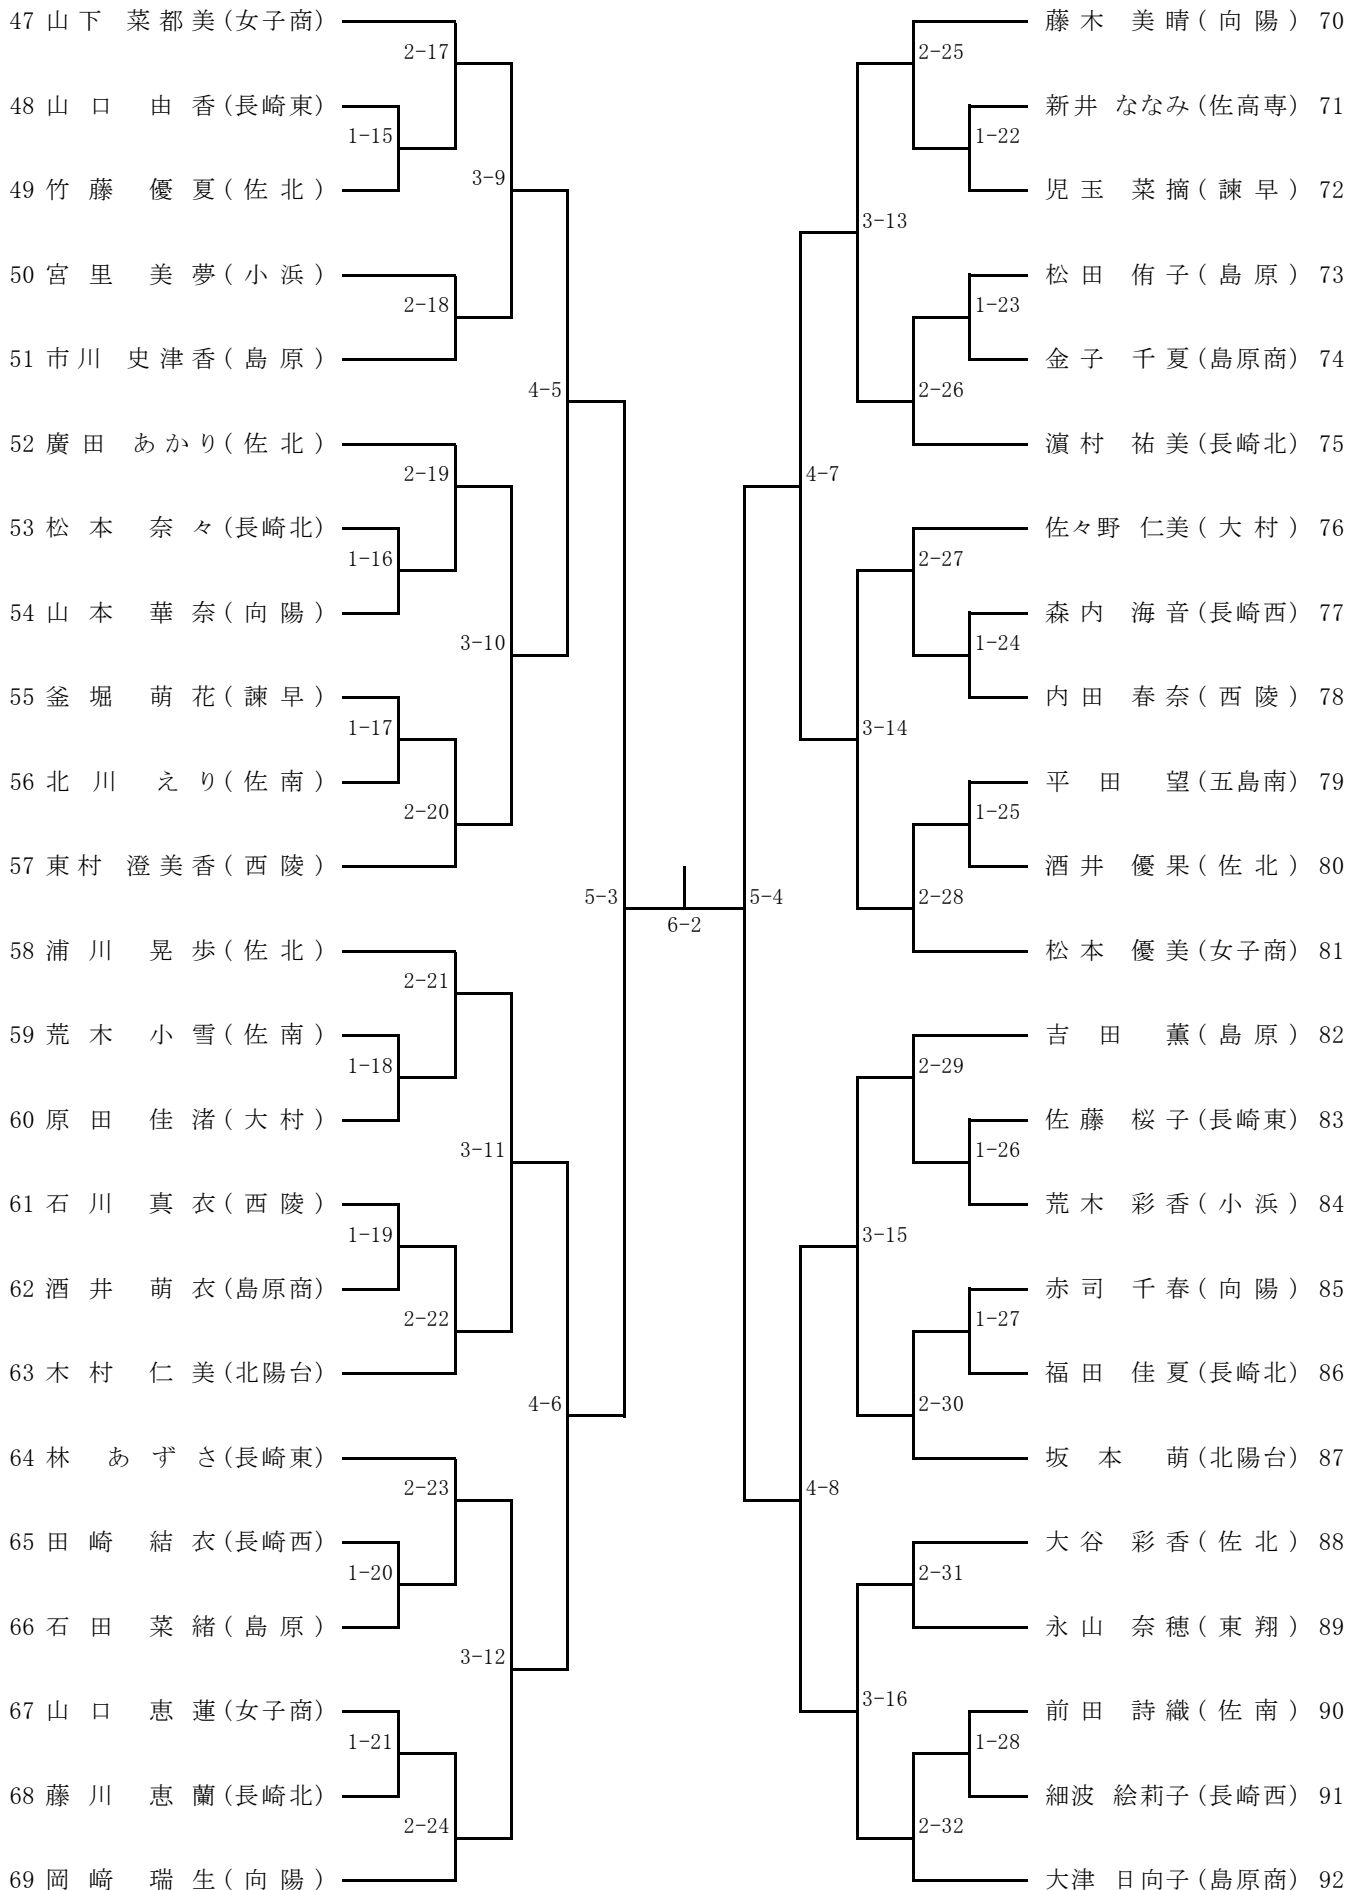 47 山下 菜都美(女子商)
2-17
48 山口 由香(長崎東)
1-15
49 竹藤 優夏(佐北)
3-9
50 宮里 美夢(小浜)
2-18
51 市川 史津香(島原)
4-5
52 廣田 あかり(佐北)
2-19
53 松本 奈々(長崎北)
1-16
54 山本 華奈(向陽)
3-10
55 釜堀 萌花(諫早)
1-17
56 北川 えり(佐南)
2-20
57 東村 澄美香(西陵)
5-3
58 浦川 晃歩(佐北)
2-21
59 荒木 小雪(佐南)
1-18
60 原田 佳渚(大村)
3-11
61 石川 真衣(西陵)
1-19
62 酒井 萌衣(島原商)
2-22
63 木村 仁美(北陽台)
4-6
64 林 あずさ(長崎東)
2-23
65 田崎 結衣(長崎西)
1-20
66 石田 菜緒(島原)
3-12
67 山口 恵蓮(女子商)
1-21
68 藤川 恵蘭(長崎北)
2-24
69 岡﨑 瑞生(向陽)
6-2
藤木 美晴(向陽) 70
2-25
新井 ななみ(佐高専) 71
1-22
児玉 菜摘(諫早) 72
3-13
松田 侑子(島原) 73
1-23
金子 千夏(島原商) 74
2-26
濵村 祐美(長崎北) 75
4-7
佐々野 仁美(大村) 76
2-27
森内 海音(長崎西) 77
1-24
内田 春奈(西陵) 78
3-14
平田 望(五島南) 79
1-25
酒井 優果(佐北) 80
2-28
5-4
松本 優美(女子商) 81
吉田 薫(島原) 82
2-29
佐藤 桜子(長崎東) 83
1-26
荒木 彩香(小浜) 84
3-15
赤司 千春(向陽) 85
1-27
福田 佳夏(長崎北) 86
2-30
坂本 萌(北陽台) 87
4-8
大谷 彩香(佐北) 88
2-31
永山 奈穂(東翔) 89
3-16
前田 詩織(佐南) 90
1-28
細波 絵莉子(長崎西) 91
2-32
大津 日向子(島原商) 92